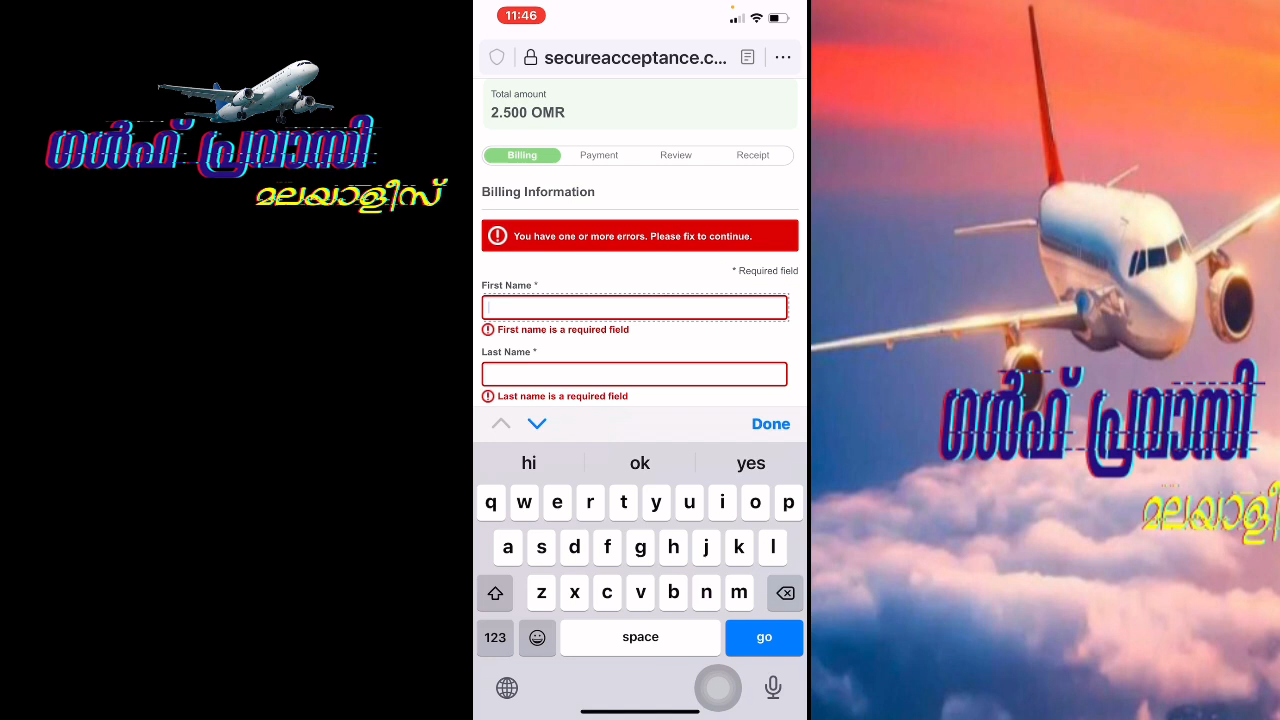 ഗൾഫ് പ്രവാസി
മലയാളീസ്
11:46
secureacceptance.c...
Total amount
2.500 OMR
Billing
Payment
Review
Receipt
Billing Information
You have one or more errors. Please fix to continue.
* Required field
First Name *
First name is a required field
Last Name *
Last name is a required field
Done
hi ok yes
q w e r t y u i o p
a s d f g h j k l
z x c v b n m
123 space go
ഗൾഫ് പ്രവാസി
മലയാളീ